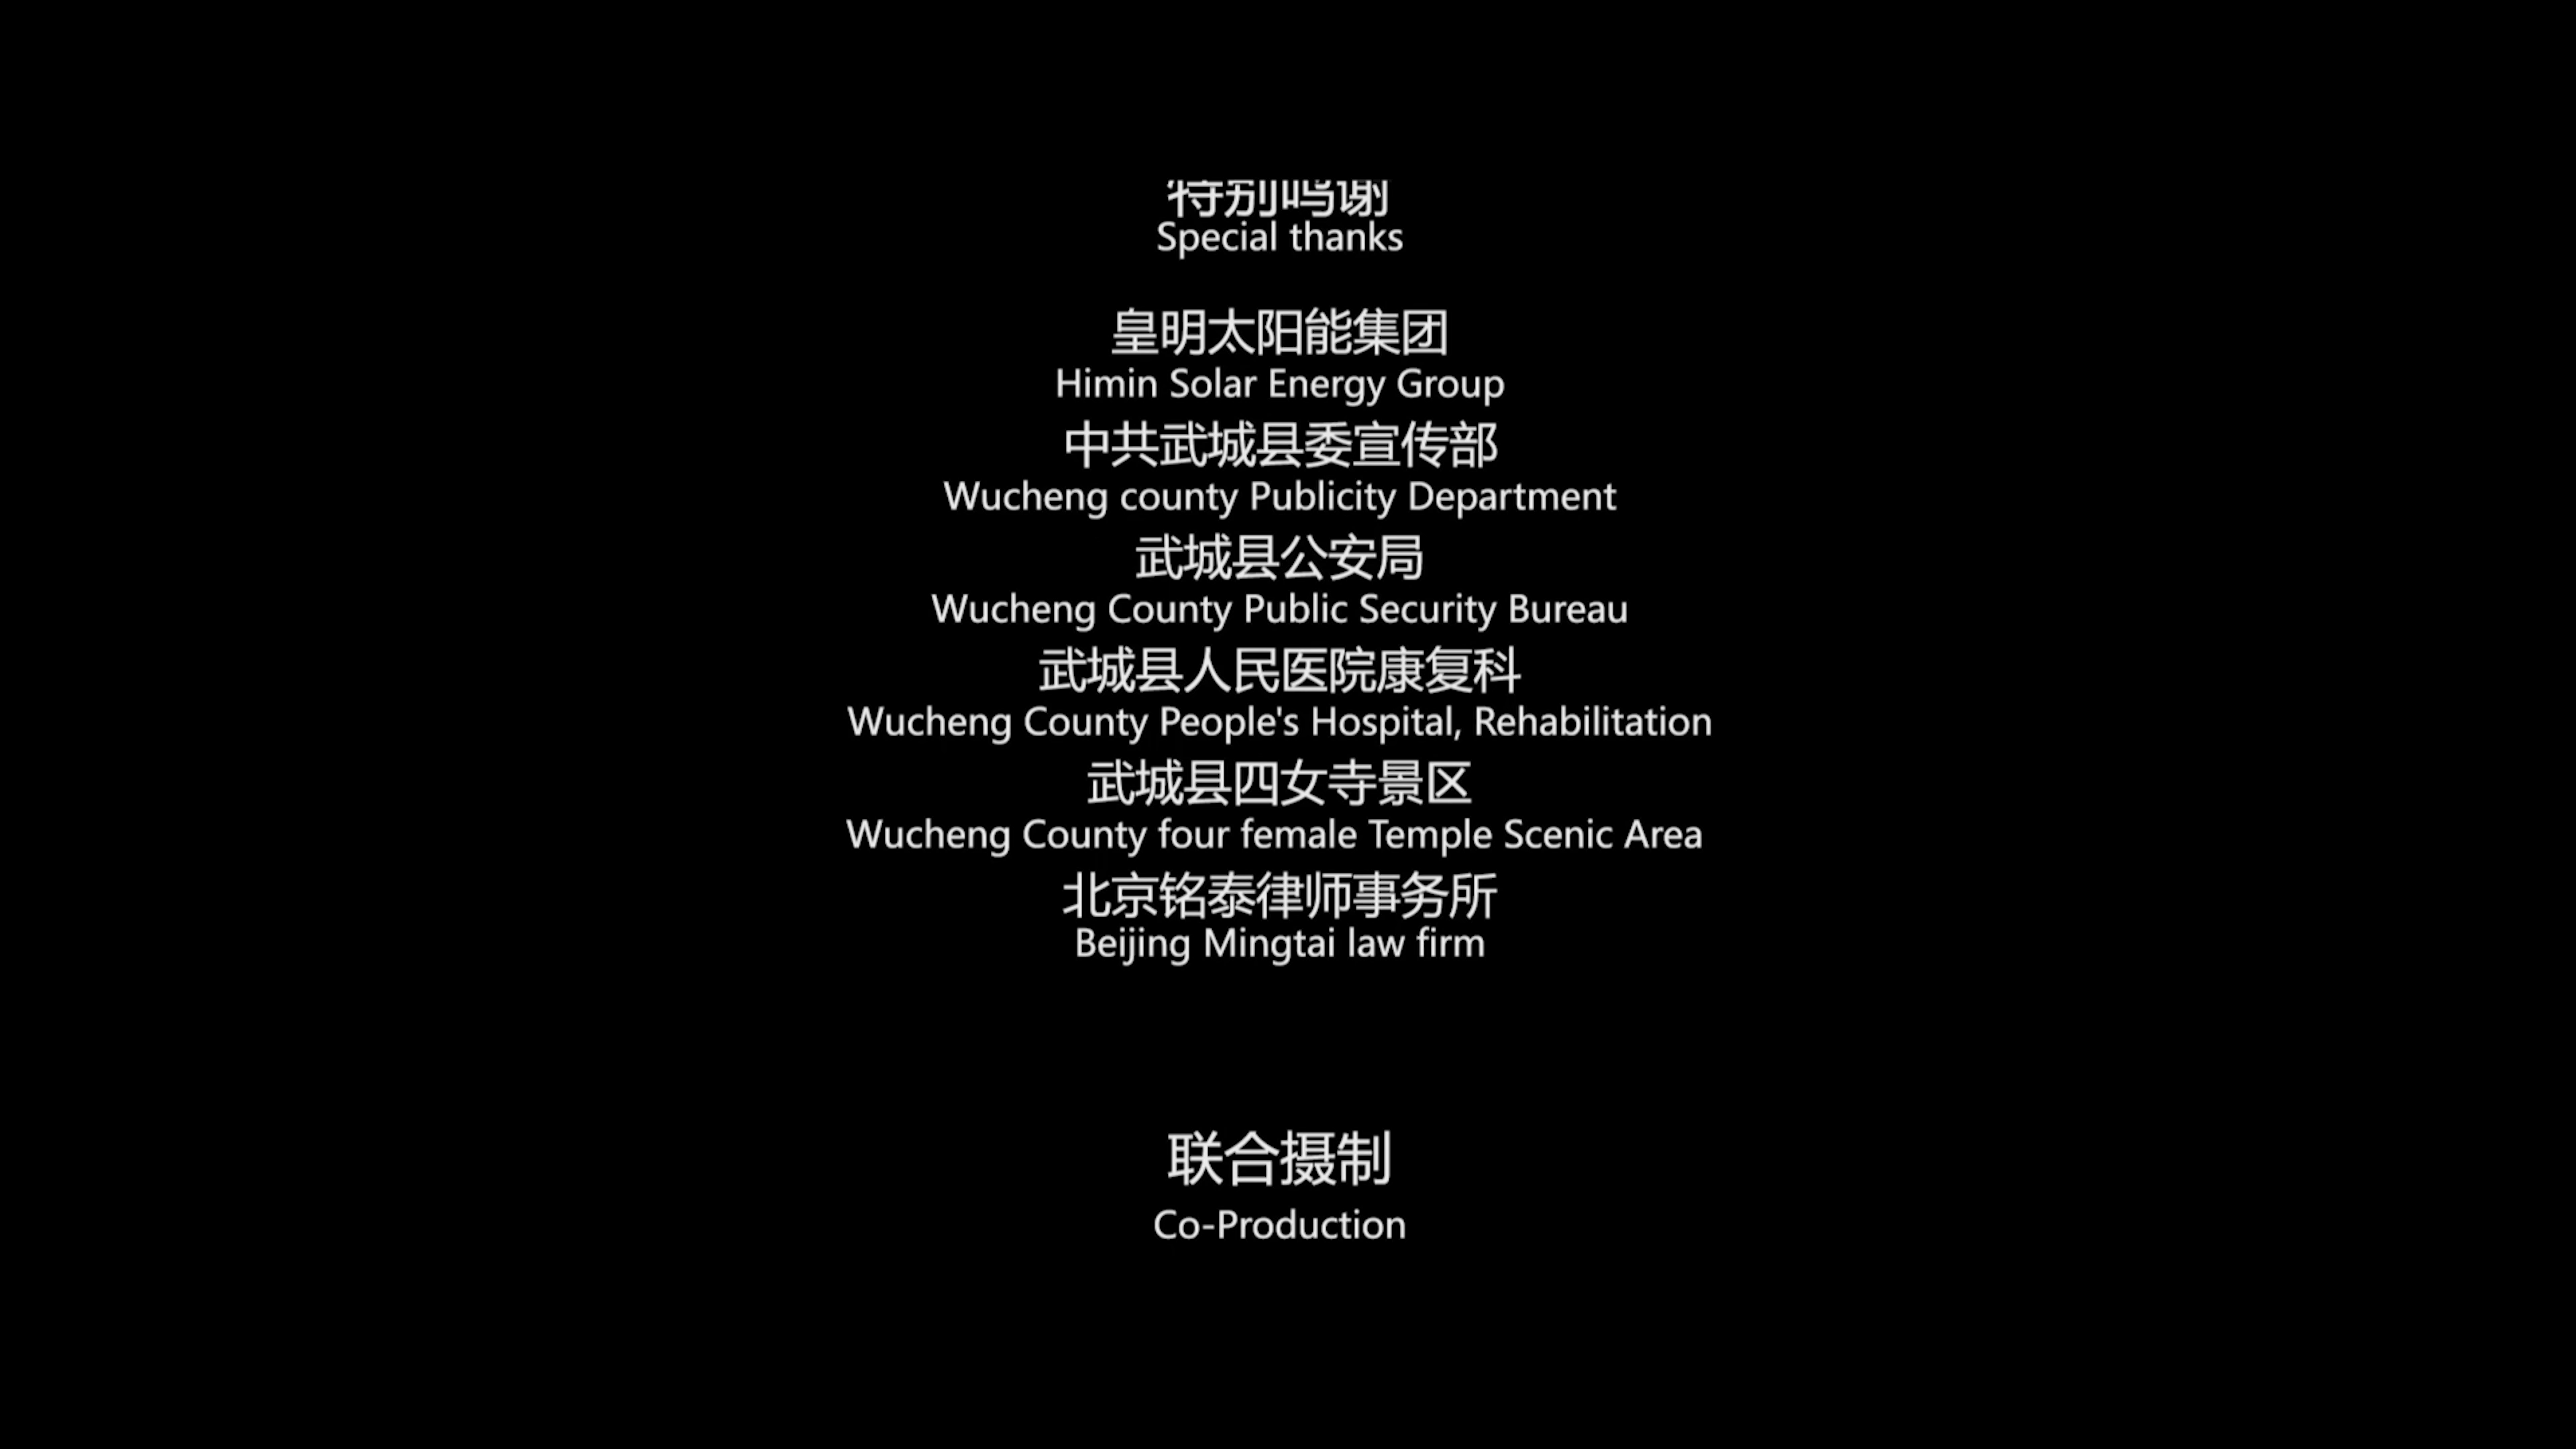 特别鸣谢
Special thanks
皇明太阳能集团
Himin Solar Energy Group
中共武城县委宣传部
Wucheng county Publicity Department
武城县公安局
Wucheng County Public Security Bureau
武城县人民医院康复科
Wucheng County People's Hospital, Rehabilitation
武城县四女寺景区
Wucheng County four female Temple Scenic Area
北京铭泰律师事务所
Beijing Mingtai law firm
联合摄制
Co-Production